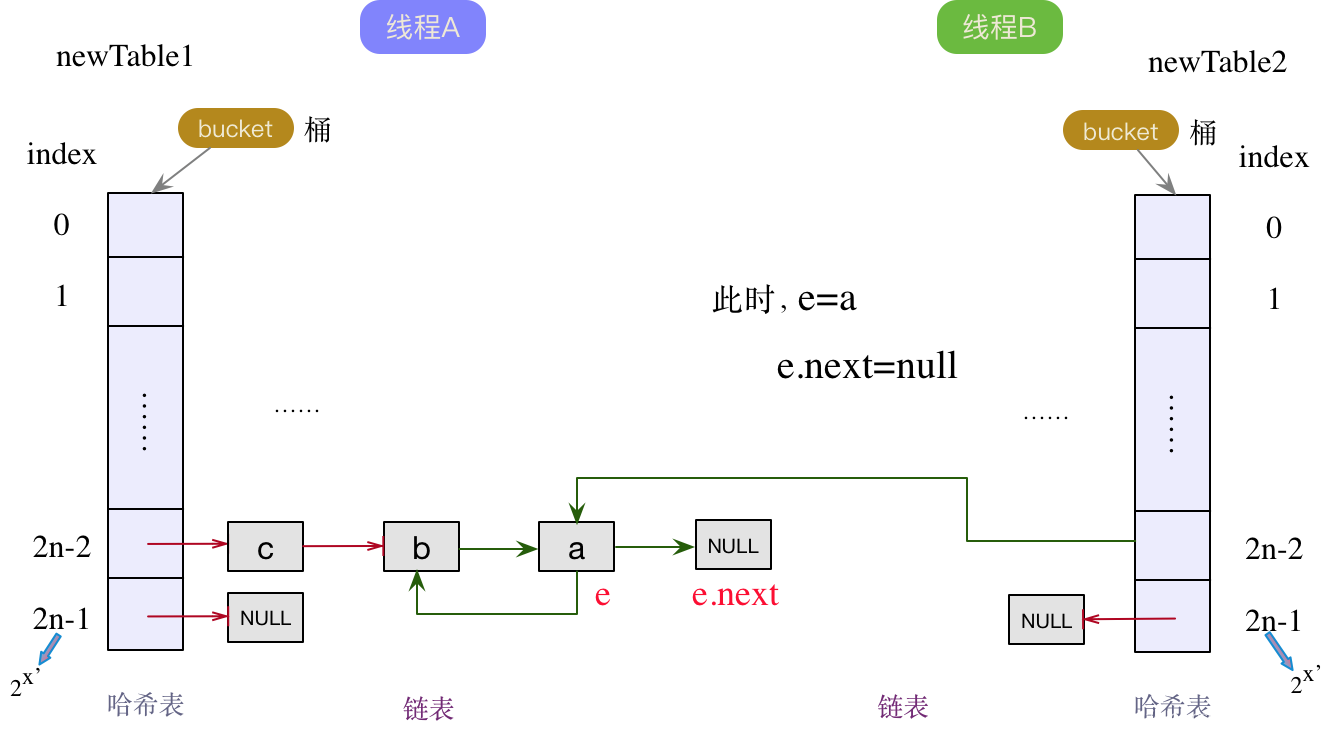 线程A
线程B
newTable1
newTable2
bucket
桶
bucket
桶
index
index
0
0
1
1
此时, e=a
e.next=null
......
......
......
......
2n-2
c
b
a
NULL
2n-2
e
e.next
2n-1
NULL
NULL
2n-1
2x’
2x’
哈希表
链表
链表
哈希表